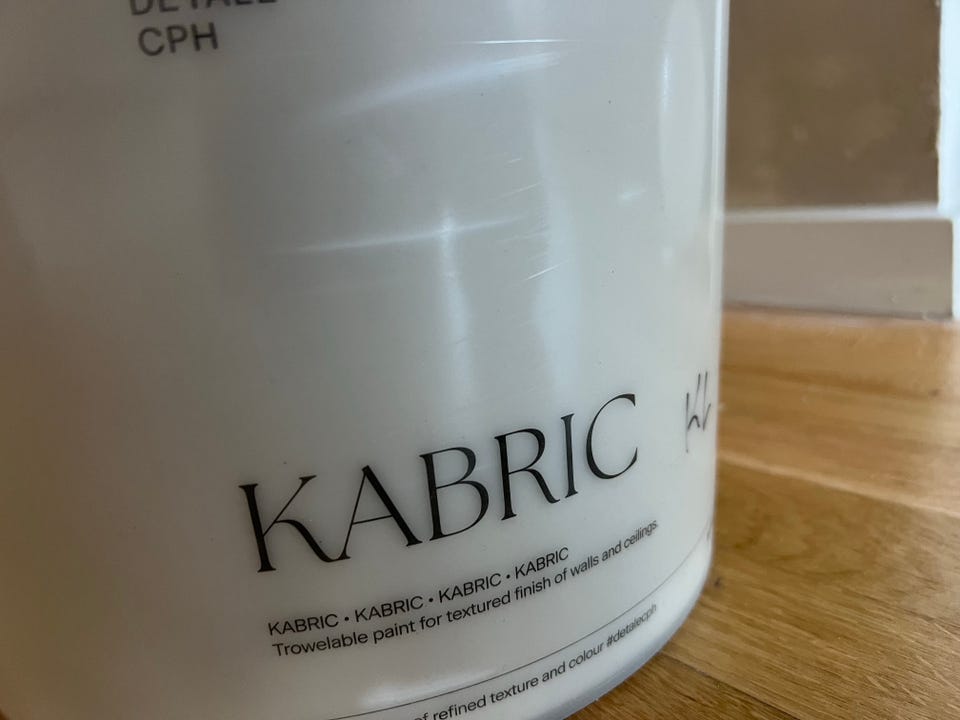 DETALE
CPH
KABRIC
KABRIC • KABRIC • KABRIC • KABRIC
Trowelable paint for textured finish of walls and ceilings.
of refined texture and colour #detalecph